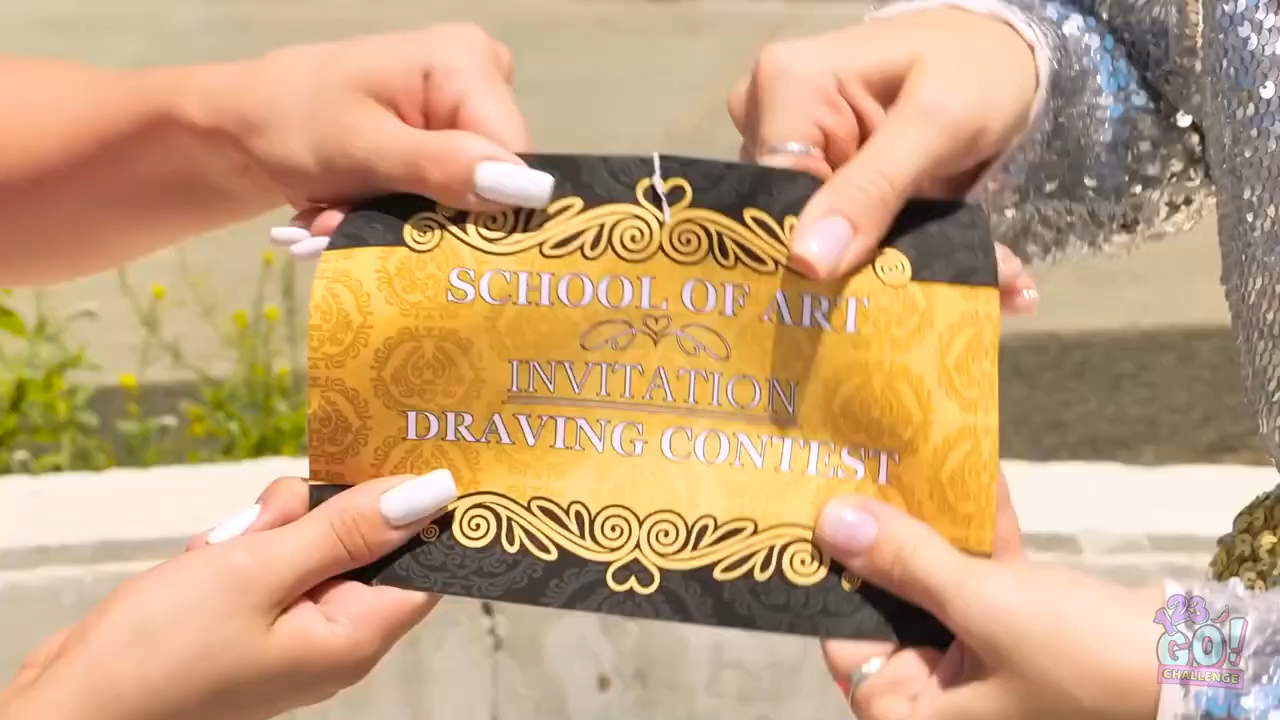 SCHOOL OF ART
INVITATION
DRAVING CONTEST
123
GO!
CHALLENGE